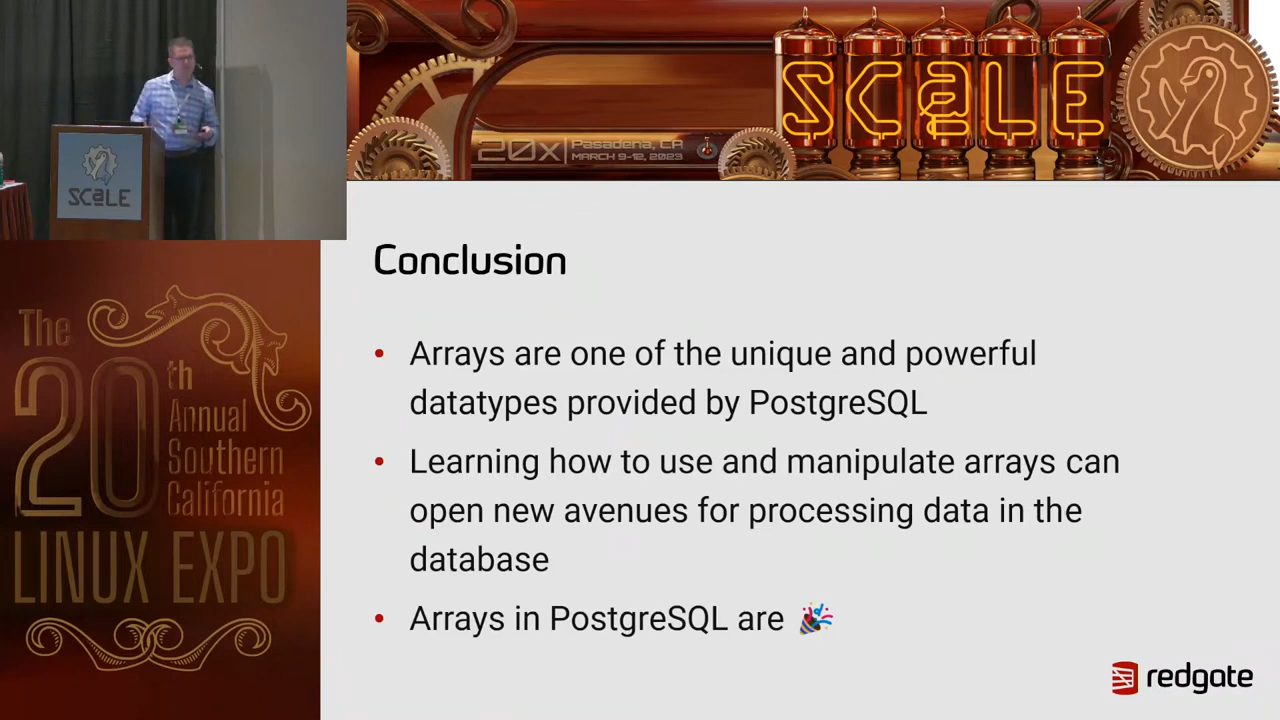 SCaLE
20x
Pasadena, CA
MARCH 9-12, 2023
SCaLE
The
20th
Annual
Southern
California
LINUX EXPO
Conclusion
• Arrays are one of the unique and powerful
datatypes provided by PostgreSQL
• Learning how to use and manipulate arrays can
open new avenues for processing data in the
database
• Arrays in PostgreSQL are 🎉
redgate